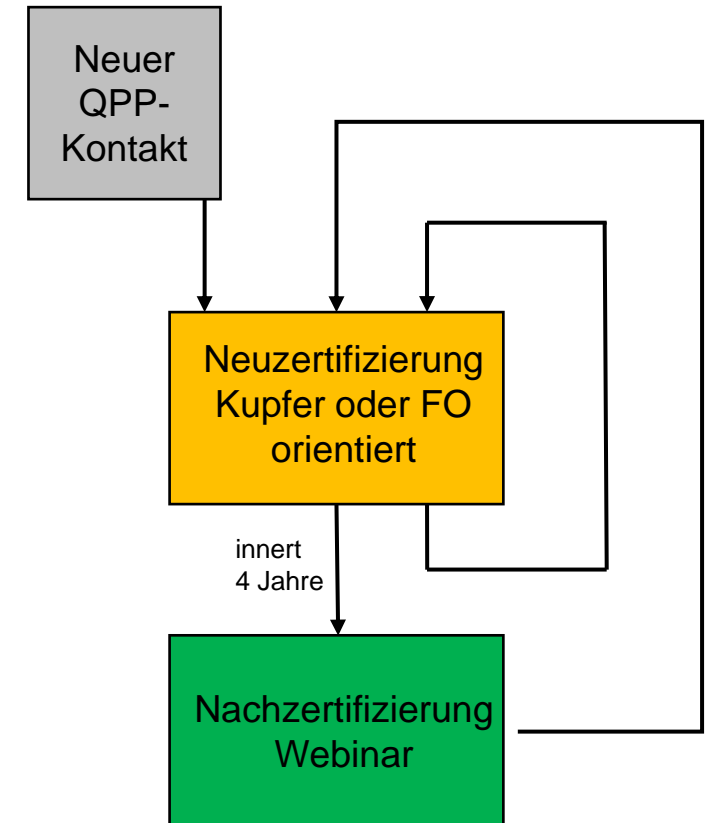 Neuer
QPP-
Kontakt
Neuzertifizierung
Kupfer oder FO
orientiert
innert
4 Jahre
Nachzertifizierung
Webinar